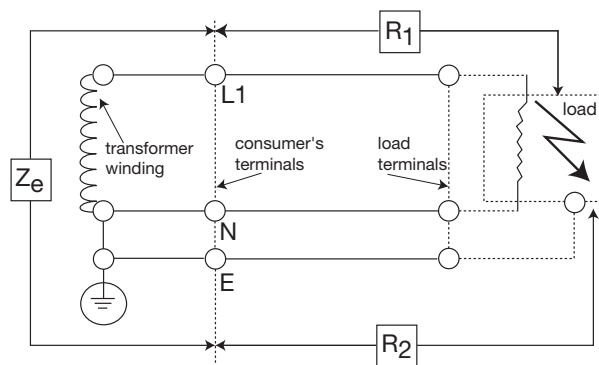 R1
L1
load
transformer
winding
consumer's
terminals
load
terminals
Ze
N
E
R2